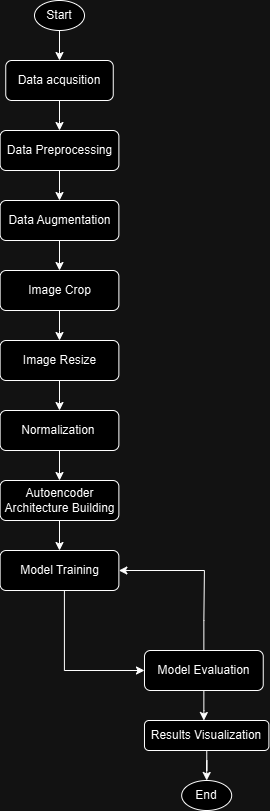 Start
Data acqusition
Data Preprocessing
Data Augmentation
Image Crop
Image Resize
Normalization
Autoencoder
Architecture Building
Model Training
Model Evaluation
Results Visualization
End